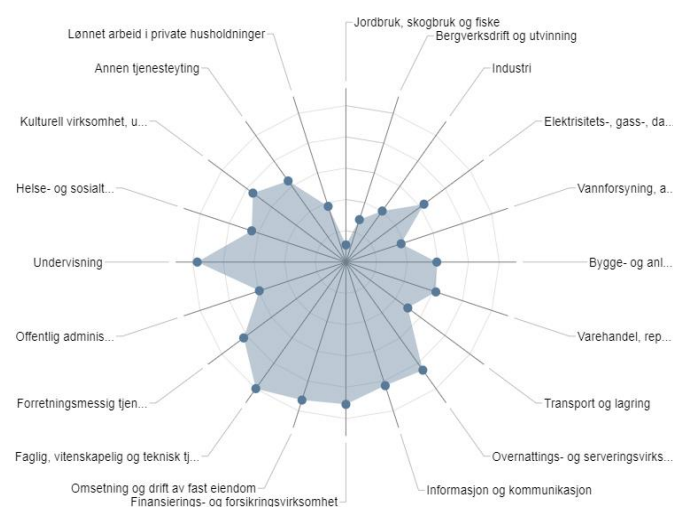 Jordbruk, skogbruk og fiske
Lønnet arbeid i private husholdninger
Bergverksdrift og utvinning
Annen tjenesteyting
Industri
Kulturell virksomhet, u...
Elektrisitets-, gass-, da...
Helse- og sosialt...
Vannforsyning, a...
Undervisning
Bygge- og anl...
Offentlig adminis...
Varehandel, rep...
Forretningsmessig tjen...
Transport og lagring
Faglig, vitenskapelig og teknisk tj...
Overnattings- og serveringsvirks...
Omsetning og drift av fast eiendom
Informasjon og kommunikasjon
Finansierings- og forsikringsvirksomhet